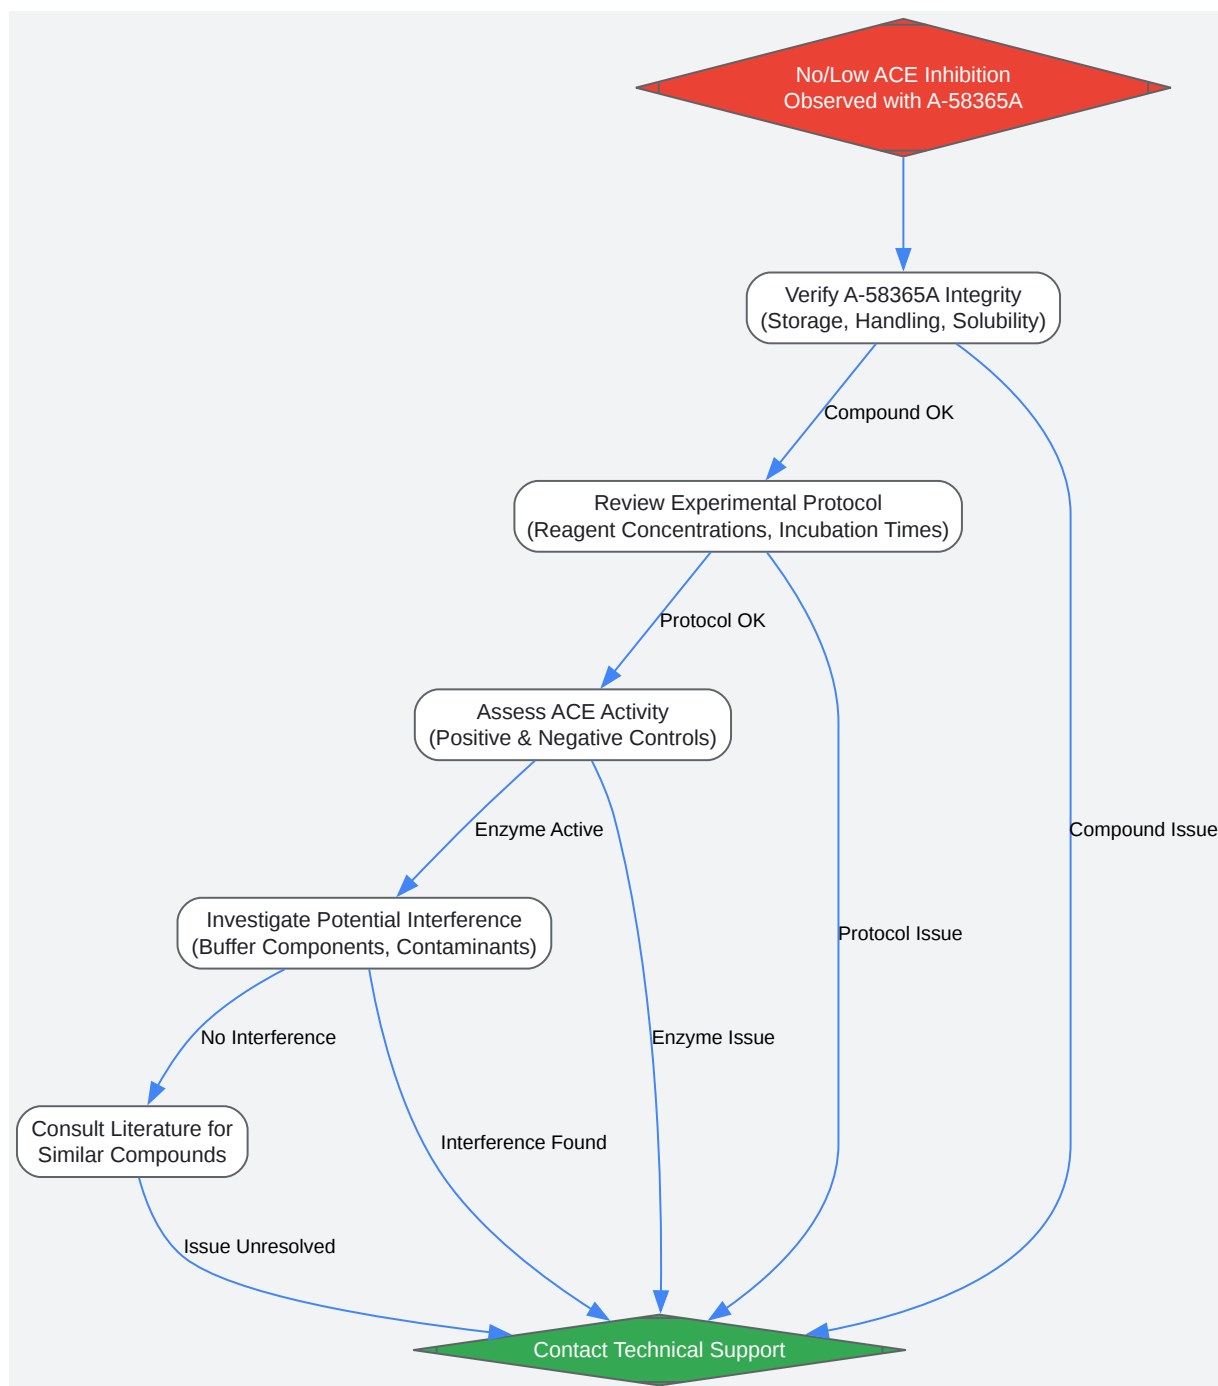 No/Low ACE Inhibition
Observed with A-58365A
Verify A-58365A Integrity
(Storage, Handling, Solubility)
Compound OK
Review Experimental Protocol
(Reagent Concentrations, Incubation Times)
Protocol OK
Assess ACE Activity
(Positive & Negative Controls)
Enzyme Active
Compound Issue
Investigate Potential Interference
(Buffer Components, Contaminants)
Protocol Issue
No Interference
Enzyme Issue
Consult Literature for
Similar Compounds
Interference Found
Issue Unresolved
Contact Technical Support